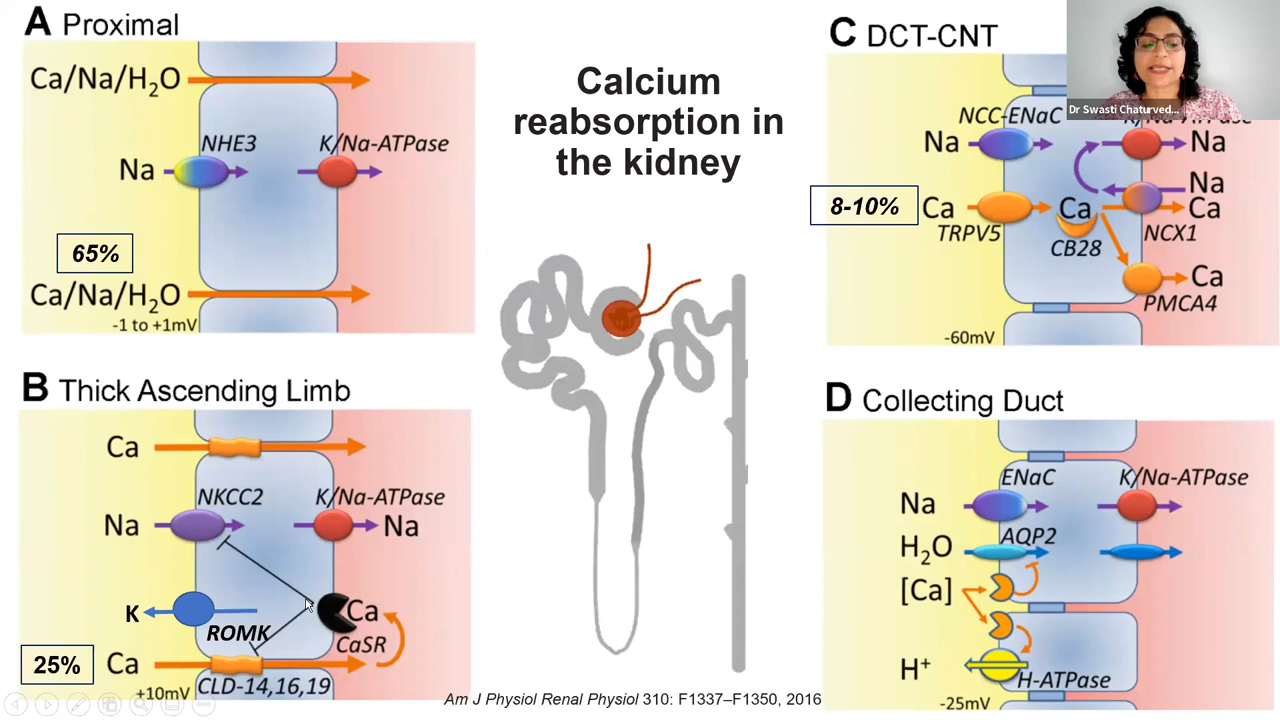 A Proximal
Ca/Na/H2O
NHE3
K/Na-ATPase
Na
65%
Ca/Na/H2O
-1 to +1mV
B Thick Ascending Limb
Ca
NKCC2
K/Na-ATPase
Na
Na
K
ROMK
Ca
CaSR
25%
Ca
CLD-14,16,19
+10mV
Calcium
reabsorption in
the kidney
Am J Physiol Renal Physiol 310: F1337–F1350, 2016
C DCT-CNT
Dr Swasti Chaturved...
NCC-ENaC
K/Na-ATPase
Na
Na
Na
8-10%
Ca
Ca
Ca
TRPV5
CB28
NCX1
Ca
PMCA4
-60mV
D Collecting Duct
ENaC
K/Na-ATPase
Na
AQP2
H2O
[Ca]
H+
H-ATPase
-25mV